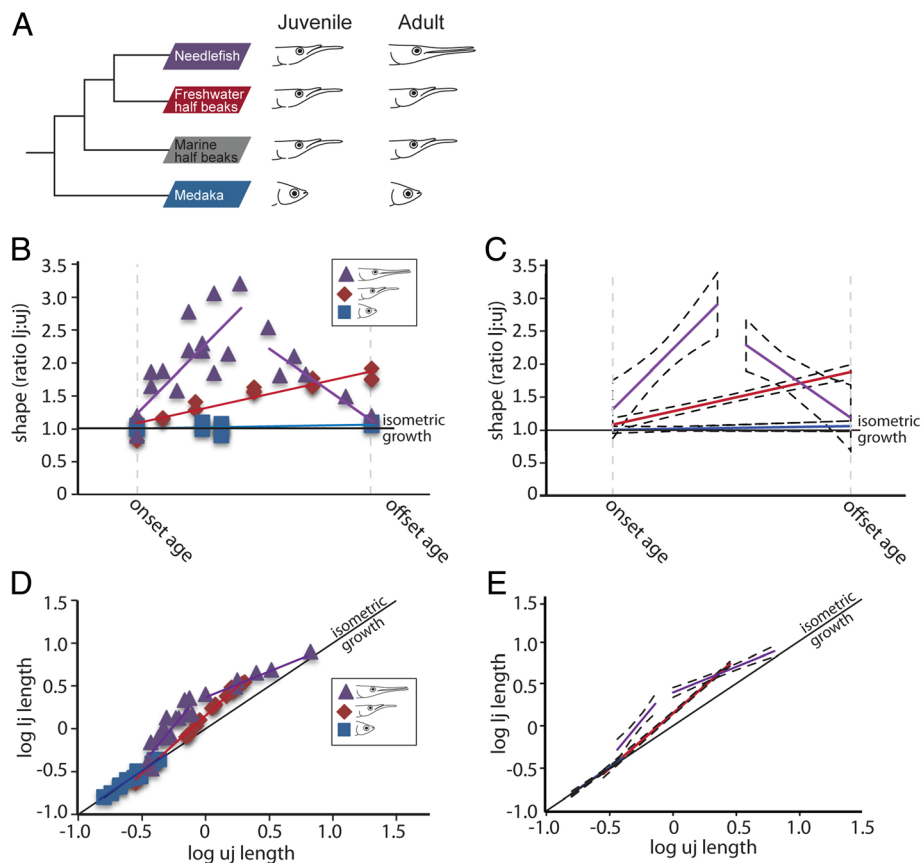 A
Juvenile Adult
Needlefish
Freshwater
half beaks
Marine
half beaks
Medaka
B
shape (ratio lj:uj)
3.5
3.0
2.5
2.0
1.5
1.0
0.5
0
isometric
growth
onset age
offset age
C
shape (ratio lj:uj)
3.5
3.0
2.5
2.0
1.5
1.0
0.5
0
isometric
growth
onset age
offset age
D
log lj length
1.5
1.0
0.5
0
-0.5
-1.0
-1.0 -0.5 0 0.5 1.0 1.5
isometric
growth
log uj length
E
log lj length
1.5
1.0
0.5
0
-0.5
-1.0
-1.0 -0.5 0 0.5 1.0 1.5
isometric
growth
log uj length